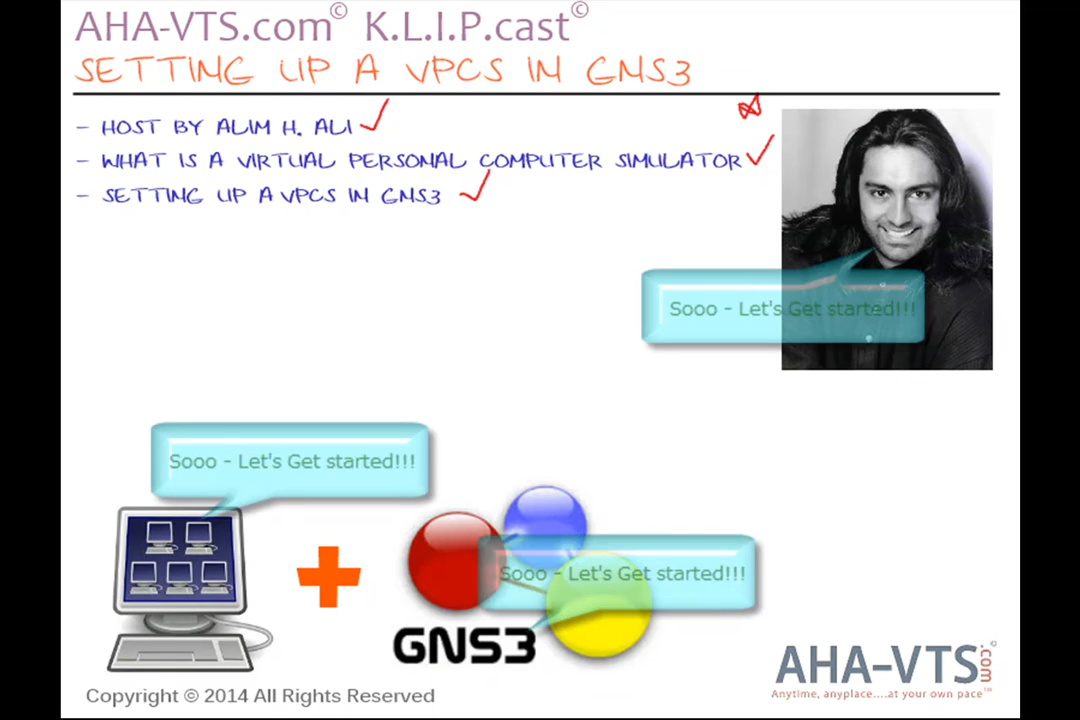 AHA-VTS.com© K.L.I.P.cast©
SETTING UP A VPCS IN GNS3
- HOST BY ALIM H. ALI
- WHAT IS A VIRTUAL PERSONAL COMPUTER SIMULATOR
- SETTING UP A VPCS IN GNS3
Sooo - Let's Get started!!!
Sooo - Let's Get started!!!
Sooo - Let's Get started!!!
GNS3
AHA-VTS.com©
Anytime, anyplace....at your own pace™
Copyright © 2014 All Rights Reserved